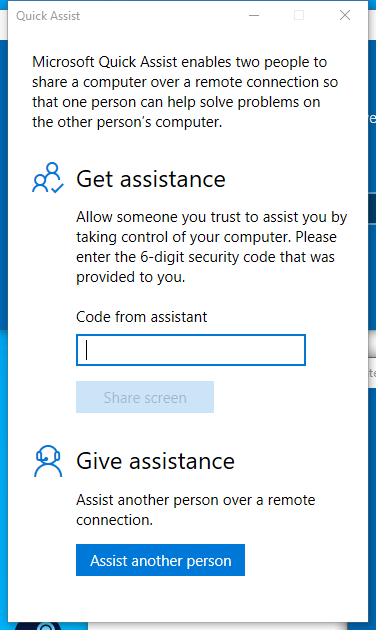 Quick Assist
Microsoft Quick Assist enables two people to
share a computer over a remote connection so
that one person can help solve problems on
the other person's computer.
Get assistance
Allow someone you trust to assist you by
taking control of your computer. Please
enter the 6-digit security code that was
provided to you.
Code from assistant
Share screen
Give assistance
Assist another person over a remote
connection.
Assist another person